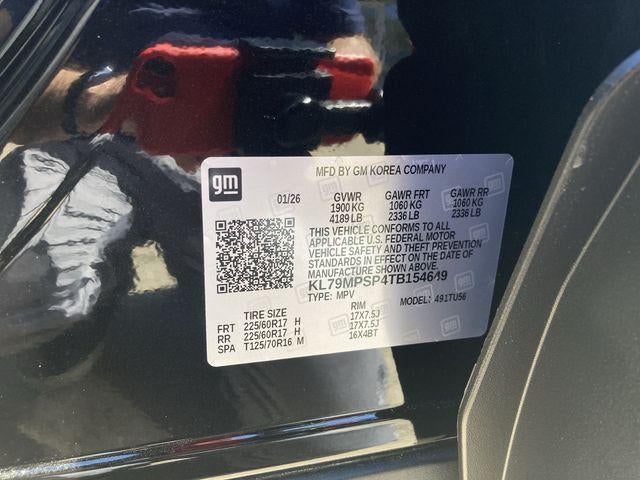 gm
MFD BY GM KOREA COMPANY
01/26 GVWR GAWR FRT GAWR RR
1900 KG 1060 KG 1060 KG
4189 LB 2336 LB 2336 LB
THIS VEHICLE CONFORMS TO ALL
APPLICABLE U.S. FEDERAL MOTOR
VEHICLE SAFETY AND THEFT PREVENTION
STANDARDS IN EFFECT ON THE DATE OF
MANUFACTURE SHOWN ABOVE.
KL79MPSP4TB154649
TYPE: MPV MODEL: 491TU56
TIRE SIZE RIM
FRT 225/60R17 H 17X7.5J
RR 225/60R17 H 17X7.5J
SPA T125/70R16 M 16X4BT